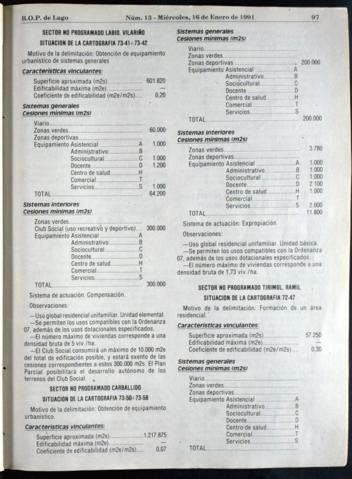 B.O.P. de Lugo
Núm. 13 - Miércoles, 16 de Enero de 1991
97
SECTOR NO PROGRAMADO LABIO, VILARIÑO
SITUACION DE LA CARTOGRAFIA 73-41 - 73-42
Motivo de la delimitación: Obtención de equipamiento
urbanístico de sistemas generales
Características vinculantes:
Superficie aproximada (m2s) 601.820
Edificabilidad máxima (m2e) —
Coeficiente de edificabilidad (m2e/m2s) 0,20
Sistemas generales
Cesiones mínimas (m2s)
Viario
Zonas verdes 60.000
Zonas deportivas
Equipamiento Asistencial A 1.000
Administrativo B
Sociocultural C 1.000
Docente D 1.200
Centro de salud H
Comercial T
Servicios S 1.000
TOTAL 64.200
Sistemas interiores
Cesiones mínimas (m2s)
Zonas verdes
Club Social (uso recreativo y deportivo) 300.000
Equipamiento Asistencial A
Administrativo B
Sociocultural C
Docente D
Centro de salud H
Comercial T
Servicios S
TOTAL 300.000
Sistema de actuación: Compensación.
Observaciones:
—Uso global residencial unifamiliar. Unidad elemental.
—Se permiten los usos compatibles con la Ordenanza
07, además de los usos dotacionales especificados.
—El número máximo de viviendas corresponde a una
densidad bruta de 5 viv./ha.
—El Club Social consumirá un máximo de 10.000 m2e
del total de edificación posible, y estará exento de las
cesiones correspondientes a estos 300.000 m2s. El Plan
Parcial posibilitará el desarrollo autónomo de los
terrenos del Club Social.
SECTOR NO PROGRAMADO CARBALLIDO
SITUACION DE LA CARTOGRAFIA 73-50 - 73-58
Motivo de la delimitación: Obtención de equipamiento
urbanístico.
Características vinculantes:
Superficie aproximada (m2s) 1.217.875
Edificabilidad máxima (m2e) —
Coeficiente de edificabilidad (m2e/m2s) 0,07
Sistemas generales
Cesiones mínimas (m2s)
Viario
Zonas verdes
Zonas deportivas 200.000
Equipamiento Asistencial A
Administrativo B
Sociocultural C
Docente D
Centro de salud H
Comercial T
Servicios S
TOTAL 200.000
Sistemas interiores
Cesiones mínimas (m2s)
Zonas verdes 3.780
Zonas deportivas
Equipamiento Asistencial A 1.000
Administrativo B 1.000
Sociocultural C 1.000
Docente D 2.100
Centro de salud H 1.000
Comercial T
Servicios S 2.000
TOTAL 11.800
Sistema de actuación: Expropiación.
Observaciones:
—Uso global residencial unifamiliar. Unidad básica.
—Se permiten los usos compatibles con la Ordenanza
07, además de los usos dotacionales especificados.
—El número máximo de viviendas corresponde a una
densidad bruta de 1,73 viv./ha.
SECTOR NO PROGRAMADO TIRIMOL, RAMIL
SITUACION DE LA CARTOGRAFIA 72-47
Motivo de la delimitación: Formación de un área
residencial.
Características vinculantes:
Superficie aproximada (m2s) 57.250
Edificabilidad máxima (m2e) —
Coeficiente de edificabilidad (m2e/m2s) 0,30
Sistemas generales
Cesiones mínimas (m2s)
Viario
Zonas verdes
Zonas deportivas
Equipamiento Asistencial A
Administrativo B
Sociocultural C
Docente D
Centro de salud H
Comercial T
Servicios S
TOTAL